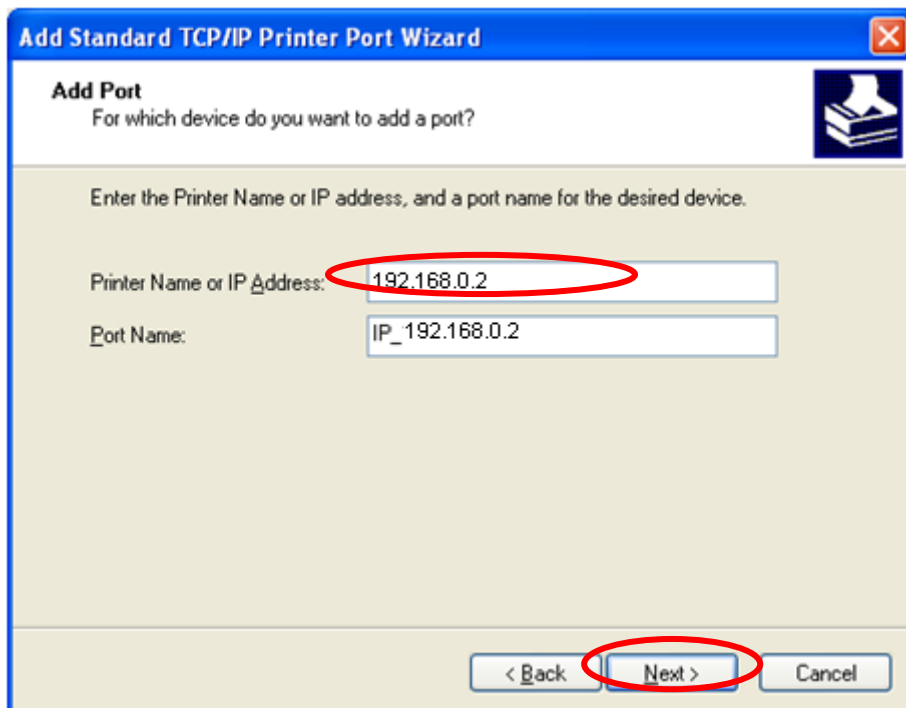 Add Standard TCP/IP Printer Port Wizard
Add Port
For which device do you want to add a port?
Enter the Printer Name or IP address, and a port name for the desired device.
Printer Name or IP Address: 192.168.0.2
Port Name: IP_192.168.0.2
< Back Next > Cancel